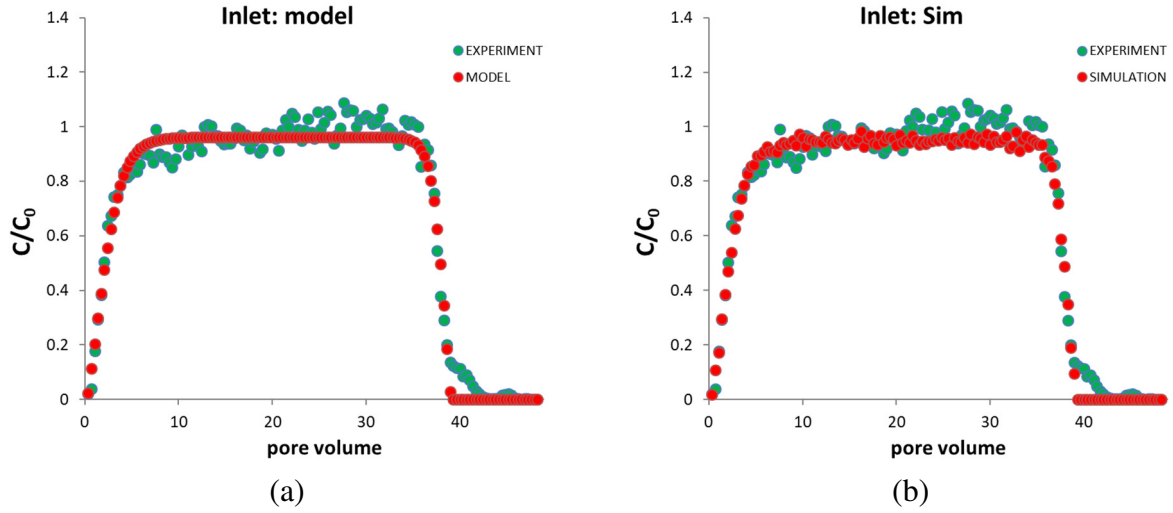 Inlet: model
EXPERIMENT
MODEL
C/C0
1.4
1.2
1
0.8
0.6
0.4
0.2
0
0 10 20 30 40
pore volume
(a)
Inlet: Sim
EXPERIMENT
SIMULATION
C/C0
1.4
1.2
1
0.8
0.6
0.4
0.2
0
0 10 20 30 40
pore volume
(b)